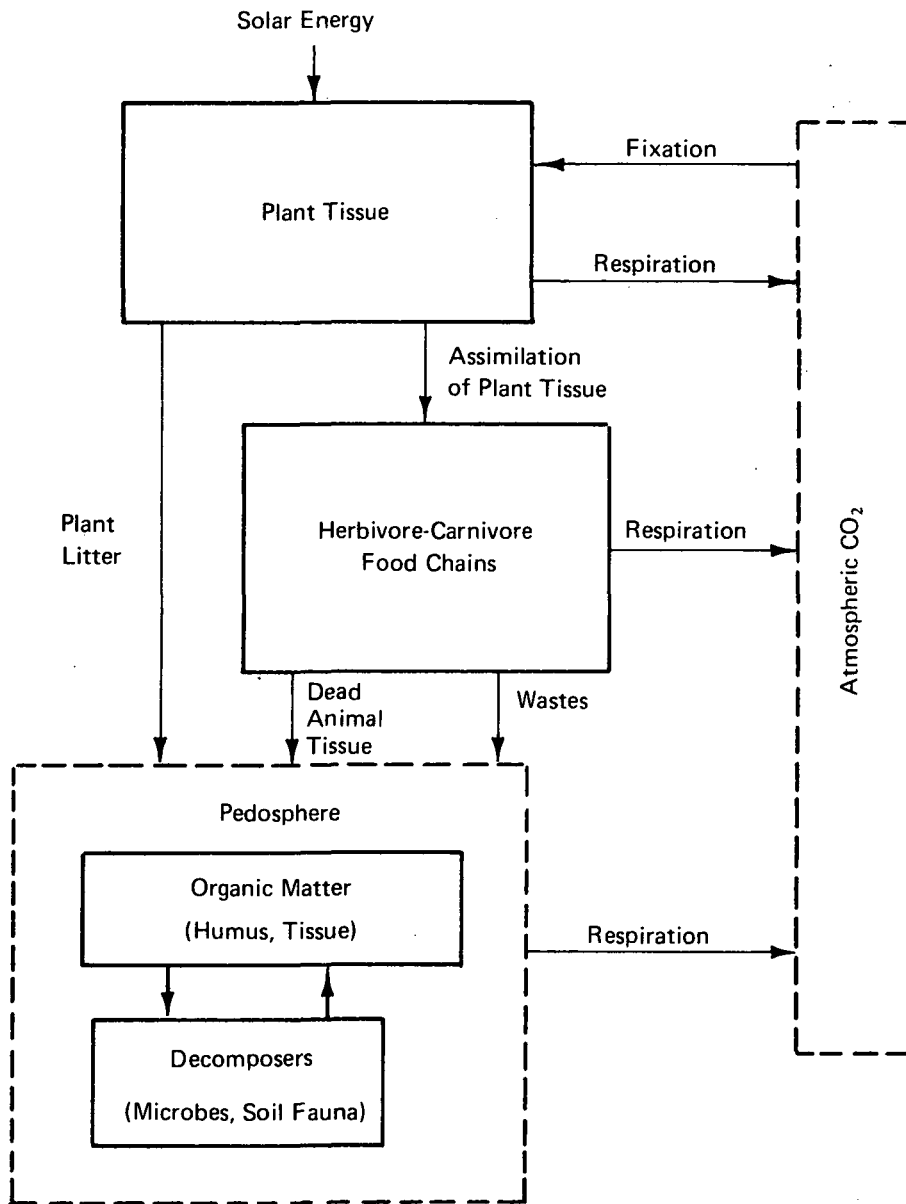 Solar Energy
Fixation
Plant Tissue
Respiration
Assimilation
of Plant Tissue
Plant
Litter
Herbivore-Carnivore
Food Chains
Respiration
Atmospheric CO₂
Dead
Animal
Tissue
Wastes
Pedosphere
Organic Matter
(Humus, Tissue)
Respiration
Decomposers
(Microbes, Soil Fauna)